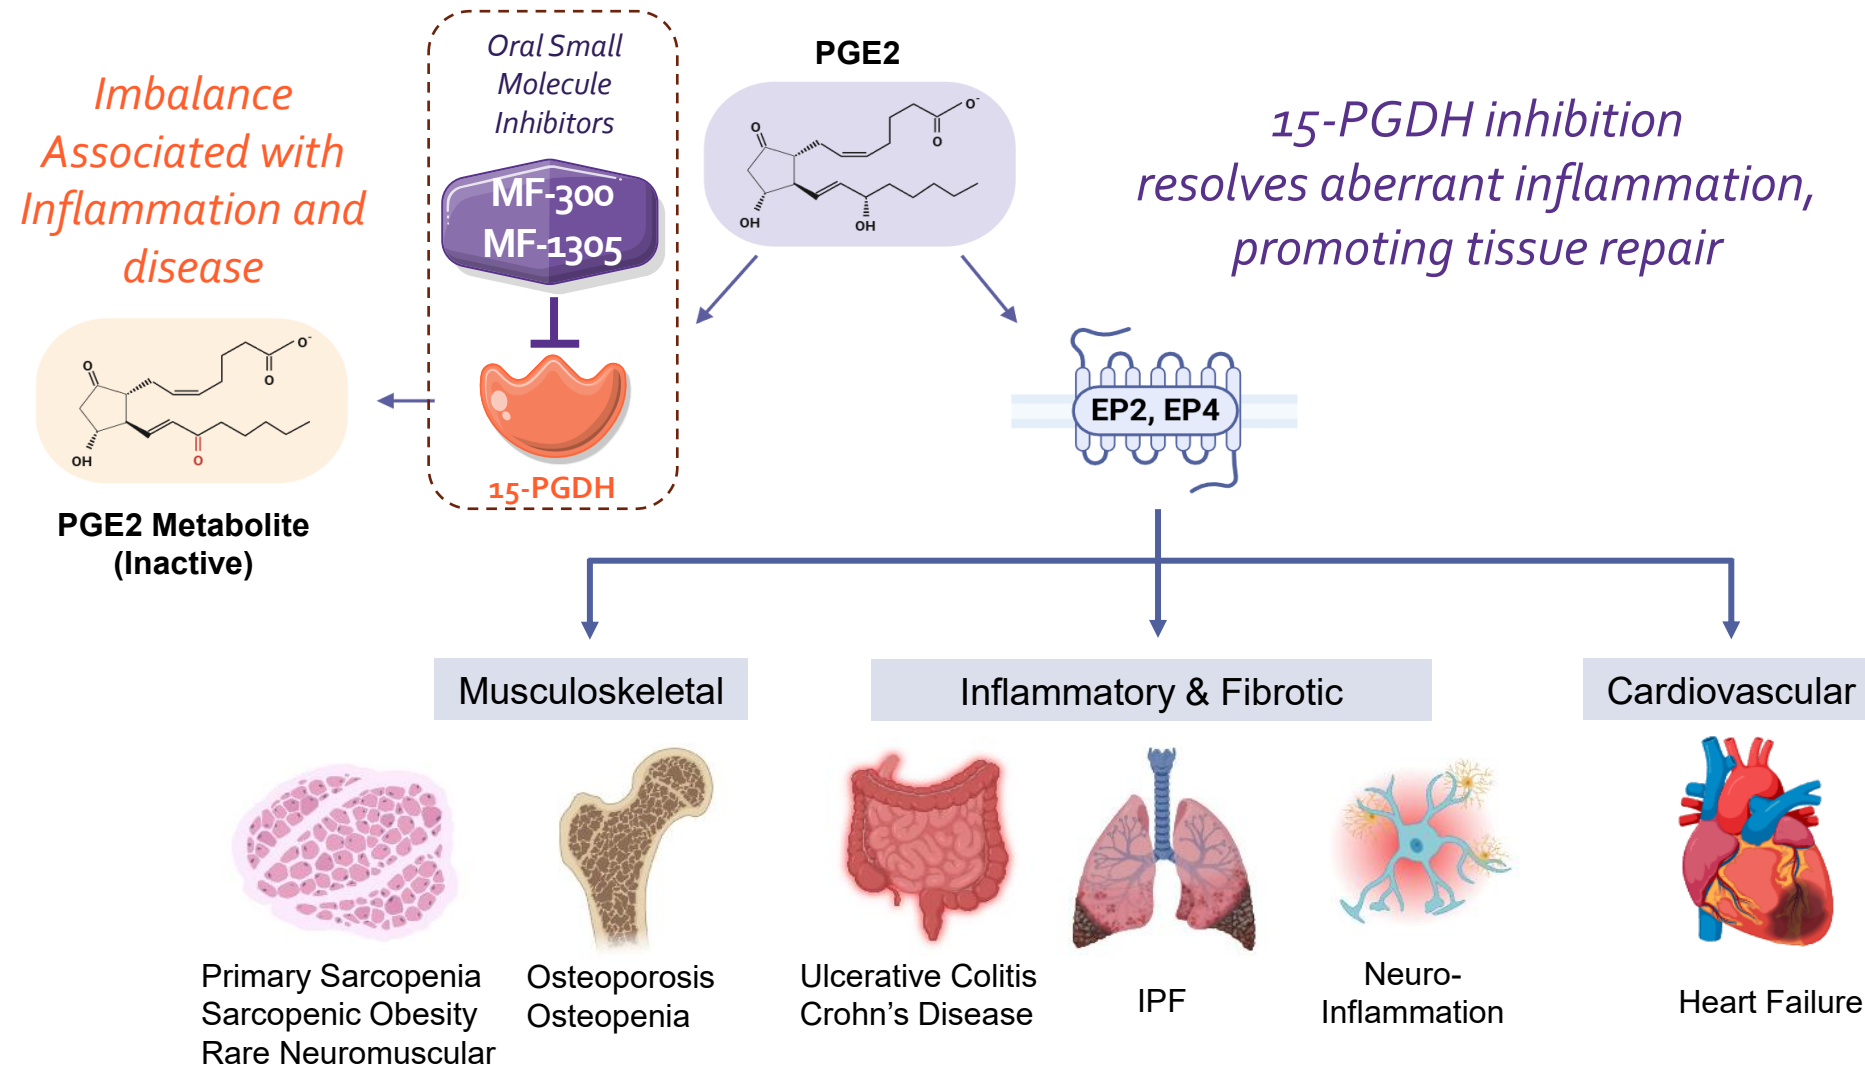 Imbalance
Associated with
Inflammation and
disease
Oral Small
Molecule
Inhibitors
MF-300
MF-1305
15-PGDH
PGE2
O
O⁻
O
OH
OH
15-PGDH inhibition
resolves aberrant inflammation,
promoting tissue repair
O
O⁻
O
OH
O
PGE2 Metabolite
(Inactive)
EP2, EP4
Musculoskeletal
Inflammatory & Fibrotic
Cardiovascular
Primary Sarcopenia
Sarcopenic Obesity
Rare Neuromuscular
Osteoporosis
Osteopenia
Ulcerative Colitis
Crohn’s Disease
IPF
Neuro-
Inflammation
Heart Failure